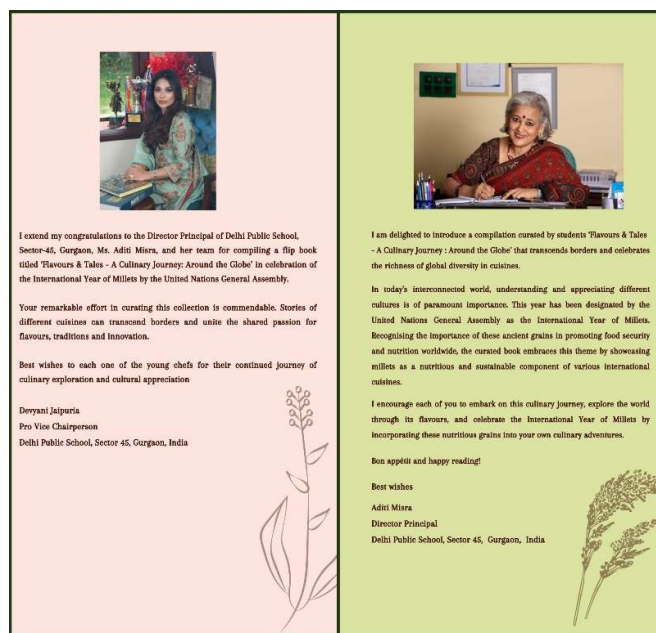 I extend my congratulations to the Director Principal of Delhi Public School,
Sector-45, Gurgaon, Ms. Aditi Misra, and her team for compiling a flip book
titled 'Flavours & Tales - A Culinary Journey: Around the Globe' in celebration of
the International Year of Millets by the United Nations General Assembly.
Your remarkable effort in curating this collection is commendable. Stories of
different cuisines can transcend borders and unite the shared passion for
flavours, traditions and innovation.
Best wishes to each one of the young chefs for their continued journey of
culinary exploration and cultural appreciation
Devyani Jaipuria
Pro Vice Chairperson
Delhi Public School, Sector 45, Gurgaon, India
I am delighted to introduce a compilation curated by students 'Flavours & Tales
- A Culinary Journey : Around the Globe' that transcends borders and celebrates
the richness of global diversity in cuisines.
In today's interconnected world, understanding and appreciating different
cultures is of paramount importance. This year has been designated by the
United Nations General Assembly as the International Year of Millets.
Recognising the importance of these ancient grains in promoting food security
and nutrition worldwide, the curated book embraces this theme by showcasing
millets as a nutritious and sustainable component of various international
cuisines.
I encourage each of you to embark on this culinary journey, explore the world
through its flavours, and celebrate the International Year of Millets by
incorporating these nutritious grains into your own culinary adventures.
Bon appétit and happy reading!
Best wishes
Aditi Misra
Director Principal
Delhi Public School, Sector 45, Gurgaon, India